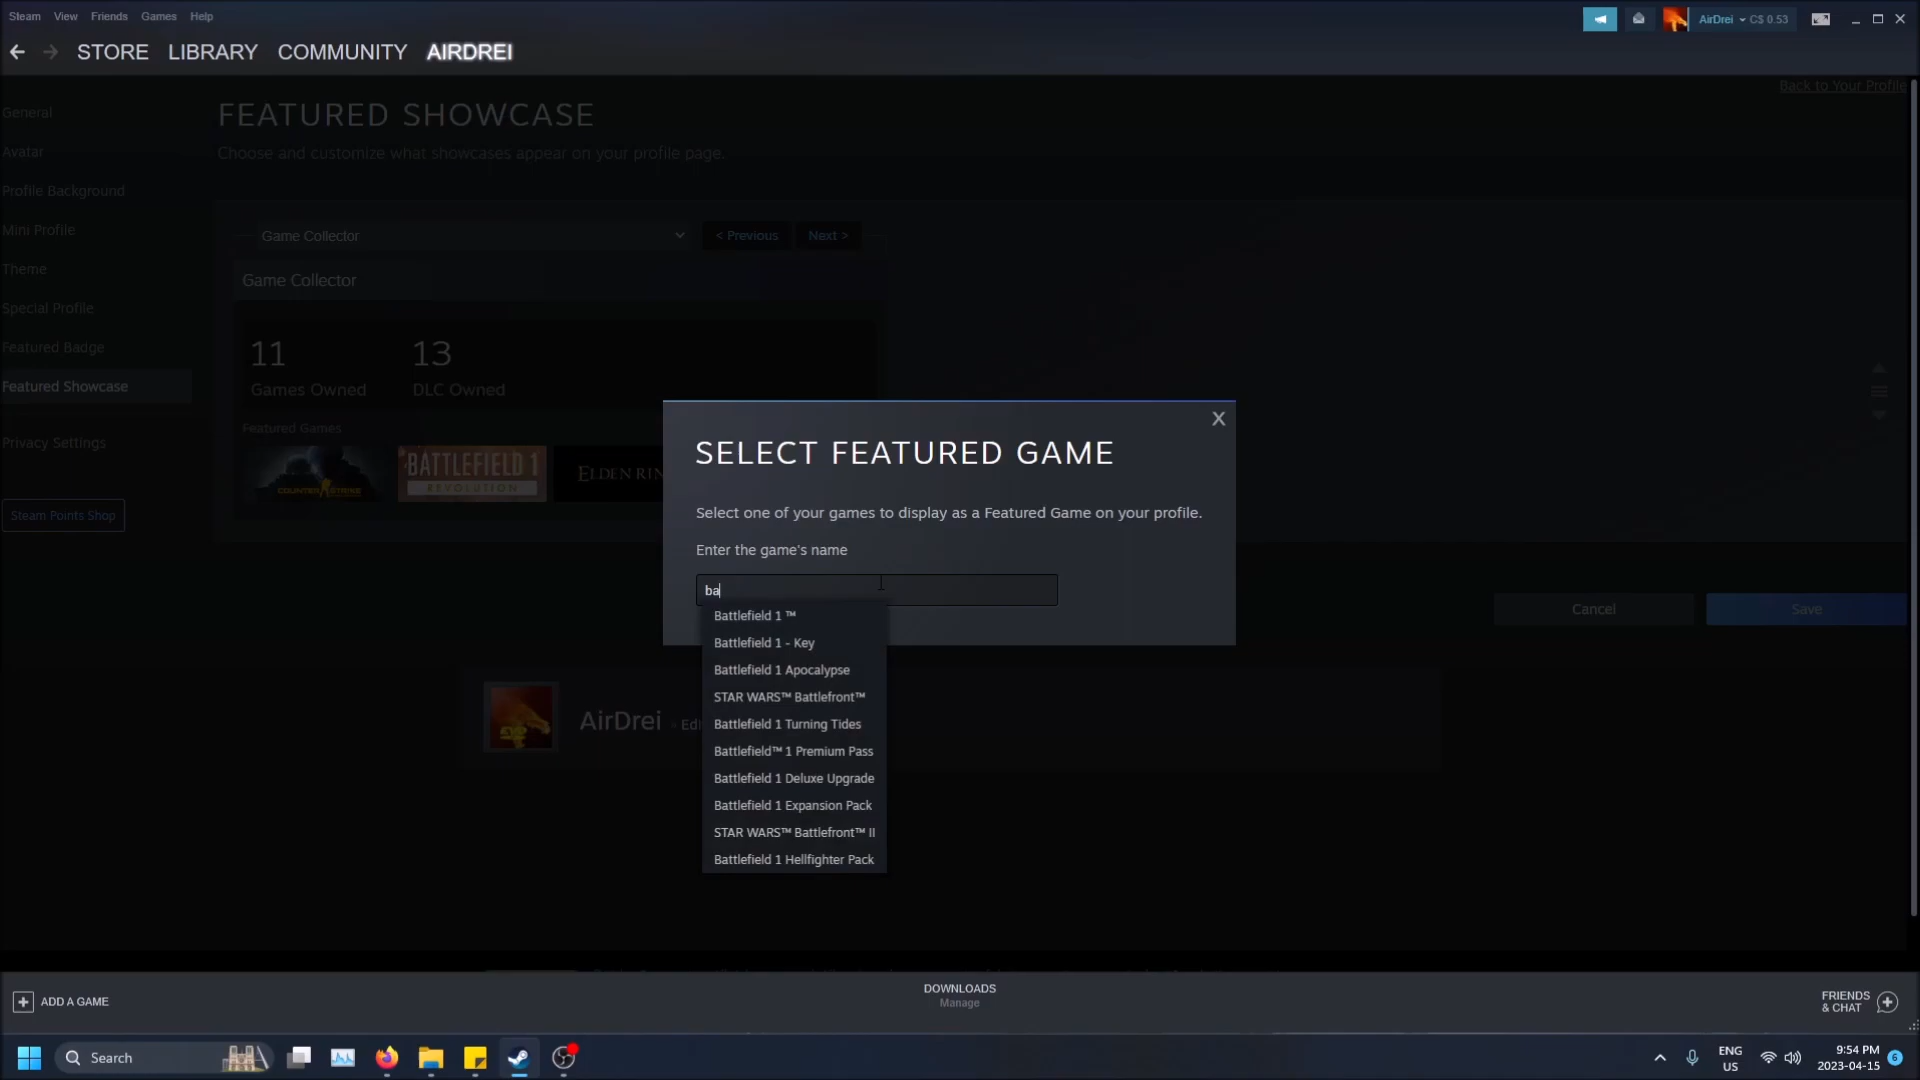 Steam View Friends Games Help
AirDrei C$ 0.53
STORE LIBRARY COMMUNITY AIRDREI
Back to Your Profile
General
Avatar
Profile Background
Mini Profile
Theme
Special Profile
Featured Badge
Featured Showcase
Privacy Settings
Steam Points Shop
FEATURED SHOWCASE
Choose and customize what showcases appear on your profile page.
Game Collector
< Previous
Next >
Game Collector
11
Games Owned
13
DLC Owned
Featured Games
COUNTER STRIKE
BATTLEFIELD 1
REVOLUTION
ELDEN RIN
X
SELECT FEATURED GAME
Select one of your games to display as a Featured Game on your profile.
Enter the game's name
ba
Battlefield 1 ™
Battlefield 1 - Key
Battlefield 1 Apocalypse
STAR WARS™ Battlefront™
Battlefield 1 Turning Tides
Battlefield™ 1 Premium Pass
Battlefield 1 Deluxe Upgrade
Battlefield 1 Expansion Pack
STAR WARS™ Battlefront™ II
Battlefield 1 Hellfighter Pack
Cancel
Save
AirDrei
ADD A GAME
DOWNLOADS
Manage
FRIENDS
& CHAT
Search
ENG
US
9:54 PM
2023-04-15
6